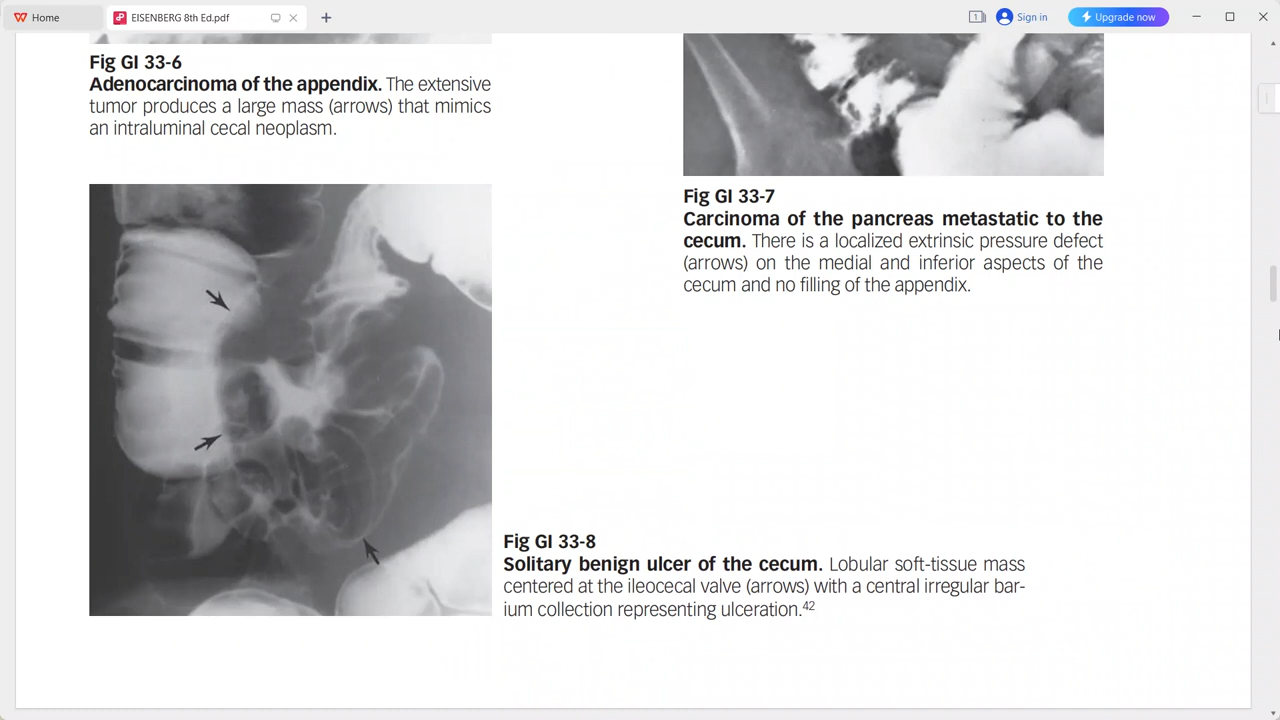 Home
EISENBERG 8th Ed.pdf
1
Sign in
Upgrade now
Fig GI 33-6
Adenocarcinoma of the appendix. The extensive
tumor produces a large mass (arrows) that mimics
an intraluminal cecal neoplasm.
Fig GI 33-7
Carcinoma of the pancreas metastatic to the
cecum. There is a localized extrinsic pressure defect
(arrows) on the medial and inferior aspects of the
cecum and no filling of the appendix.
Fig GI 33-8
Solitary benign ulcer of the cecum. Lobular soft-tissue mass
centered at the ileocecal valve (arrows) with a central irregular bar-
ium collection representing ulceration.42